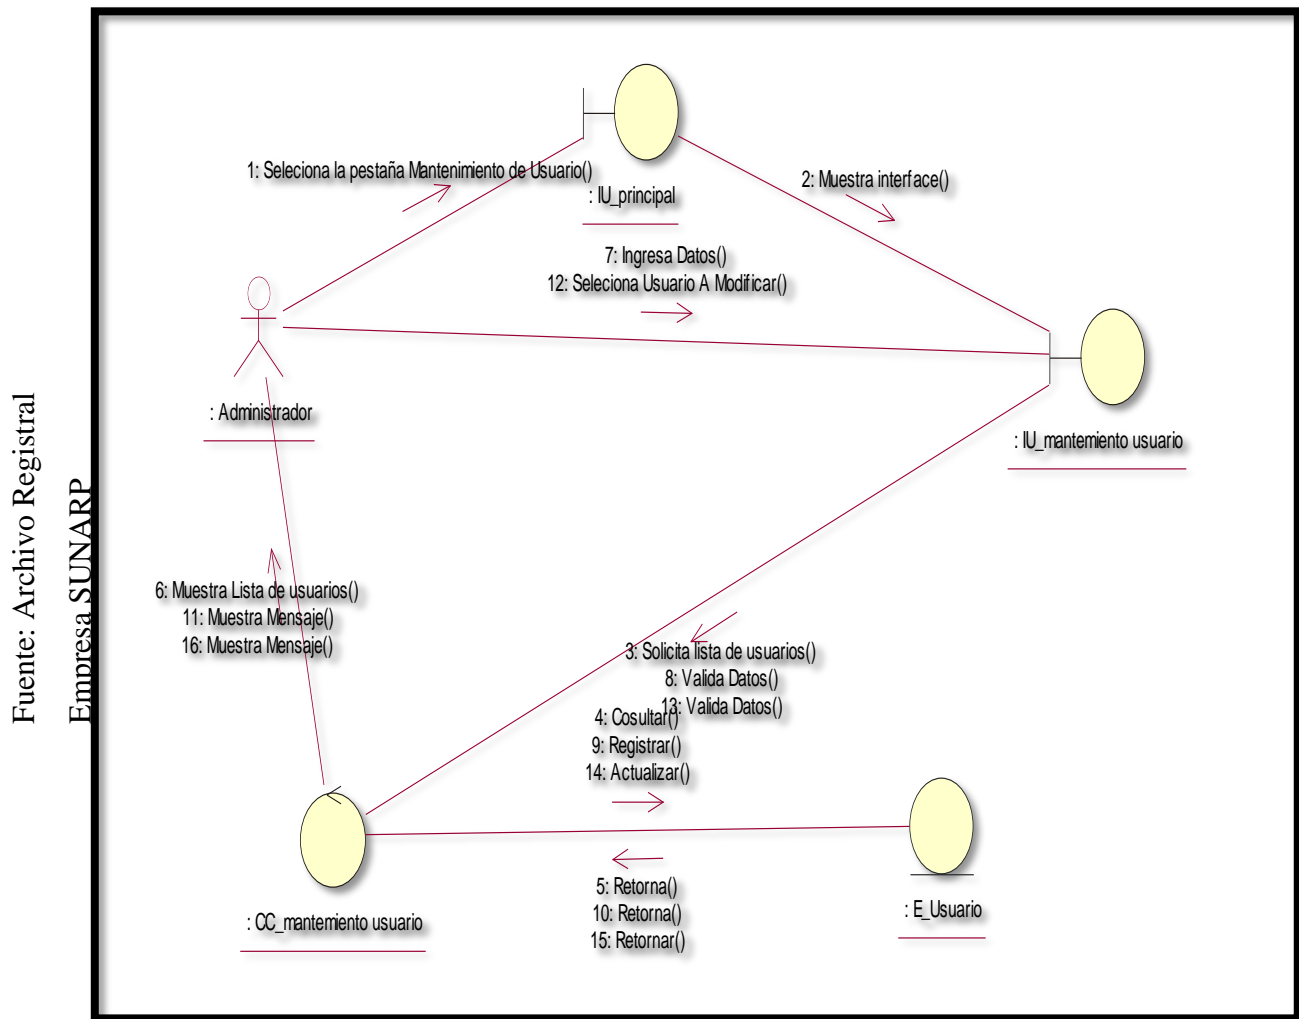 1: Seleciona la pestaña Mantenimiento de Usuario()
: IU_principal
2: Muestra interface()
7: Ingresa Datos()
12: Seleciona Usuario A Modificar()
: Administrador
: IU_mantemiento usuario
6: Muestra Lista de usuarios()
11: Muestra Mensaje()
16: Muestra Mensaje()
3: Solicita lista de usuarios()
8: Valida Datos()
13: Valida Datos()
4: Cosultar()
9: Registrar()
14: Actualizar()
5: Retorna()
10: Retorna()
15: Retornar()
: CC_mantemiento usuario
: E_Usuario
Fuente: Archivo Registral
Empresa SUNARP